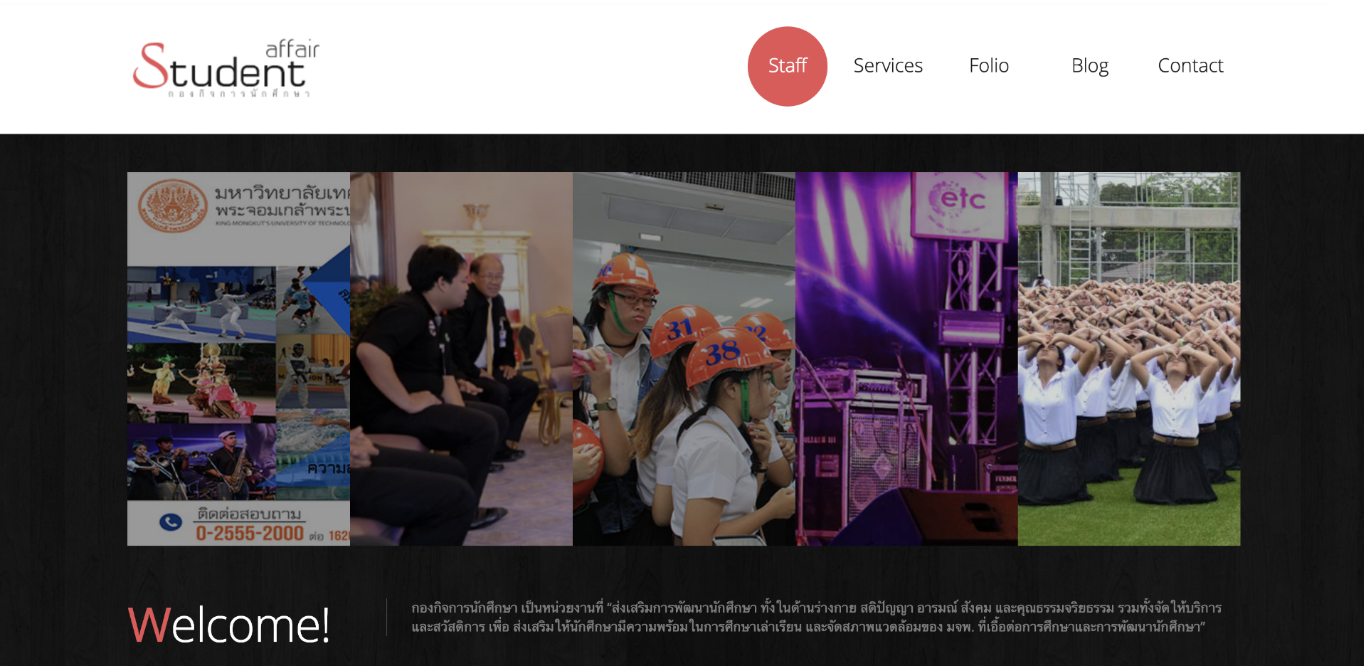 affair
Student
กองกิจการนักศึกษา
Staff
Services
Folio
Blog
Contact
มหาวิทยาลัยเทค
พระจอมเกล้าพระน
KING MONGKUT'S UNIVERSITY OF TECHNOLO
ความส
ติดต่อสอบถาม
0-2555-2000 ต่อ 162
31
32
38
etc
Welcome!
กองกิจการนักศึกษา เป็นหน่วยงานที่ “ส่งเสริมการพัฒนานักศึกษา ทั้งในด้านร่างกาย สติปัญญา อารมณ์ สังคม และคุณธรรมจริยธรรม รวมทั้งจัดให้บริการ
และสวัสดิการ เพื่อ ส่งเสริมให้นักศึกษามีความพร้อมในการศึกษาเล่าเรียน และจัดสภาพแวดล้อมของ มจพ. ที่เอื้อต่อการศึกษาและการพัฒนานักศึกษา”